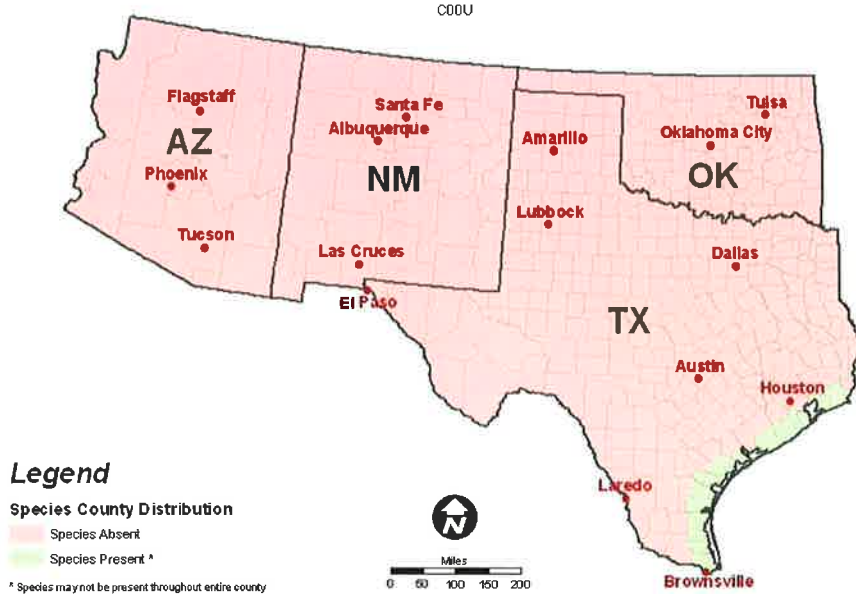 C00U
Flagstaff
Santa Fe
Tulsa
Albuquerque
Amarillo
Oklahoma City
AZ
NM
OK
Phoenix
Lubbock
Tucson
Las Cruces
Dallas
El Paso
TX
Austin
Houston
Legend
Species County Distribution
Laredo
Species Absent
N
Species Present *
Miles
0 50 100 150 200
* Species may not be present throughout entire county
Brownsville